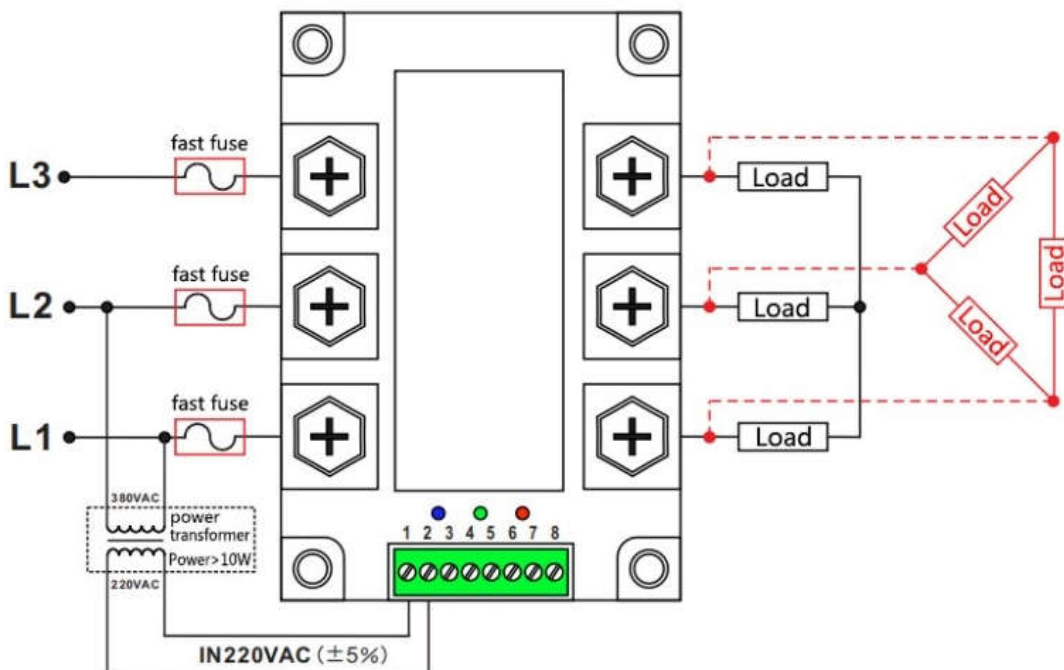 fast fuse
L3
Load
Load
Load
fast fuse
L2
Load
Load
fast fuse
L1
Load
380VAC
power
transformer
Power>10W
220VAC
1 2 3 4 5 6 7 8
IN220VAC (±5%)